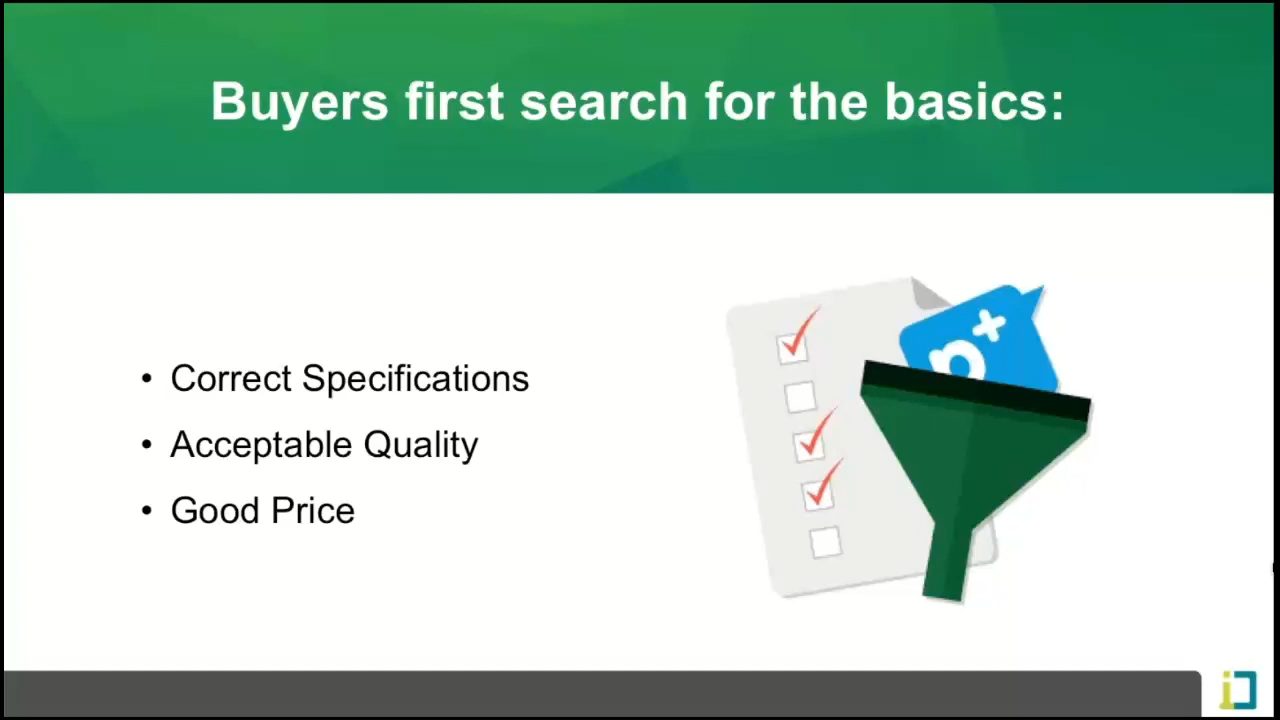 Buyers first search for the basics:
• Correct Specifications
• Acceptable Quality
• Good Price